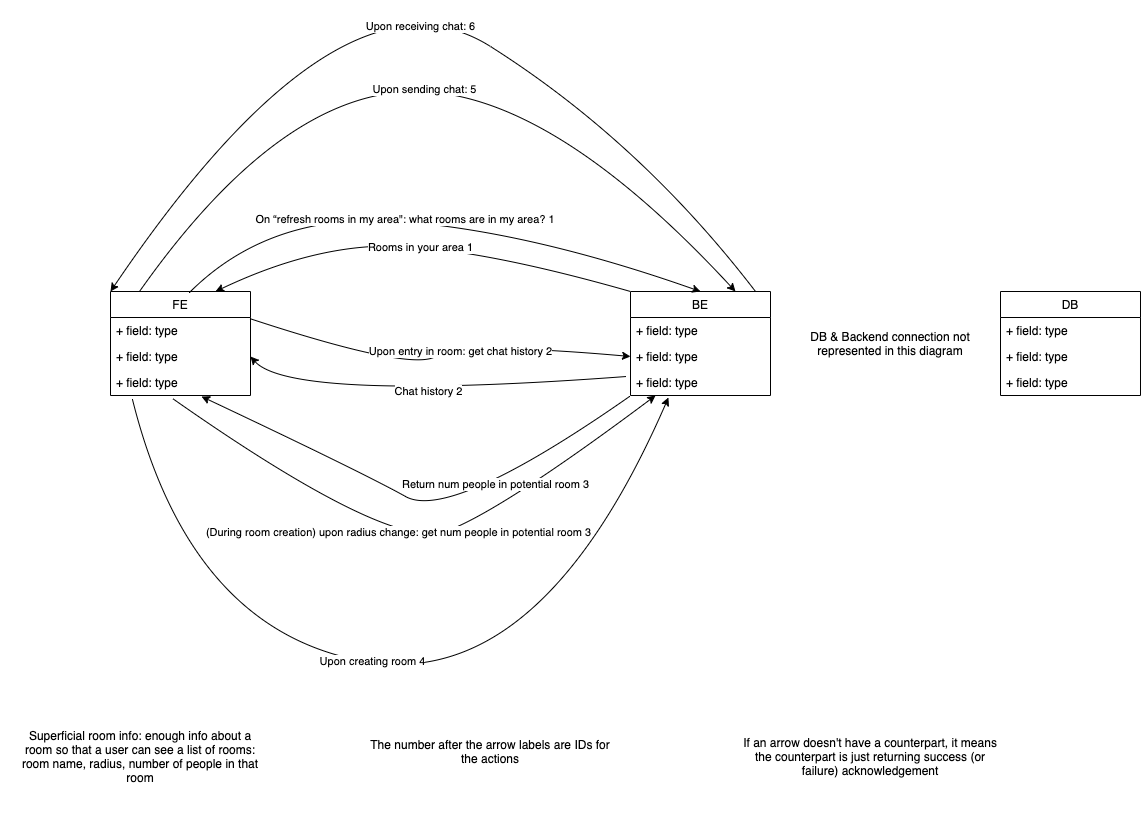 Upon receiving chat: 6
Upon sending chat: 5
On “refresh rooms in my area”: what rooms are in my area? 1
Rooms in your area 1
FE
+ field: type
+ field: type
+ field: type
BE
+ field: type
+ field: type
+ field: type
DB & Backend connection not
represented in this diagram
DB
+ field: type
+ field: type
+ field: type
Upon entry in room: get chat history 2
Chat history 2
Return num people in potential room 3
(During room creation) upon radius change: get num people in potential room 3
Upon creating room 4
Superficial room info: enough info about a
room so that a user can see a list of rooms:
room name, radius, number of people in that
room
The number after the arrow labels are IDs for
the actions
If an arrow doesn't have a counterpart, it means
the counterpart is just returning success (or
failure) acknowledgement